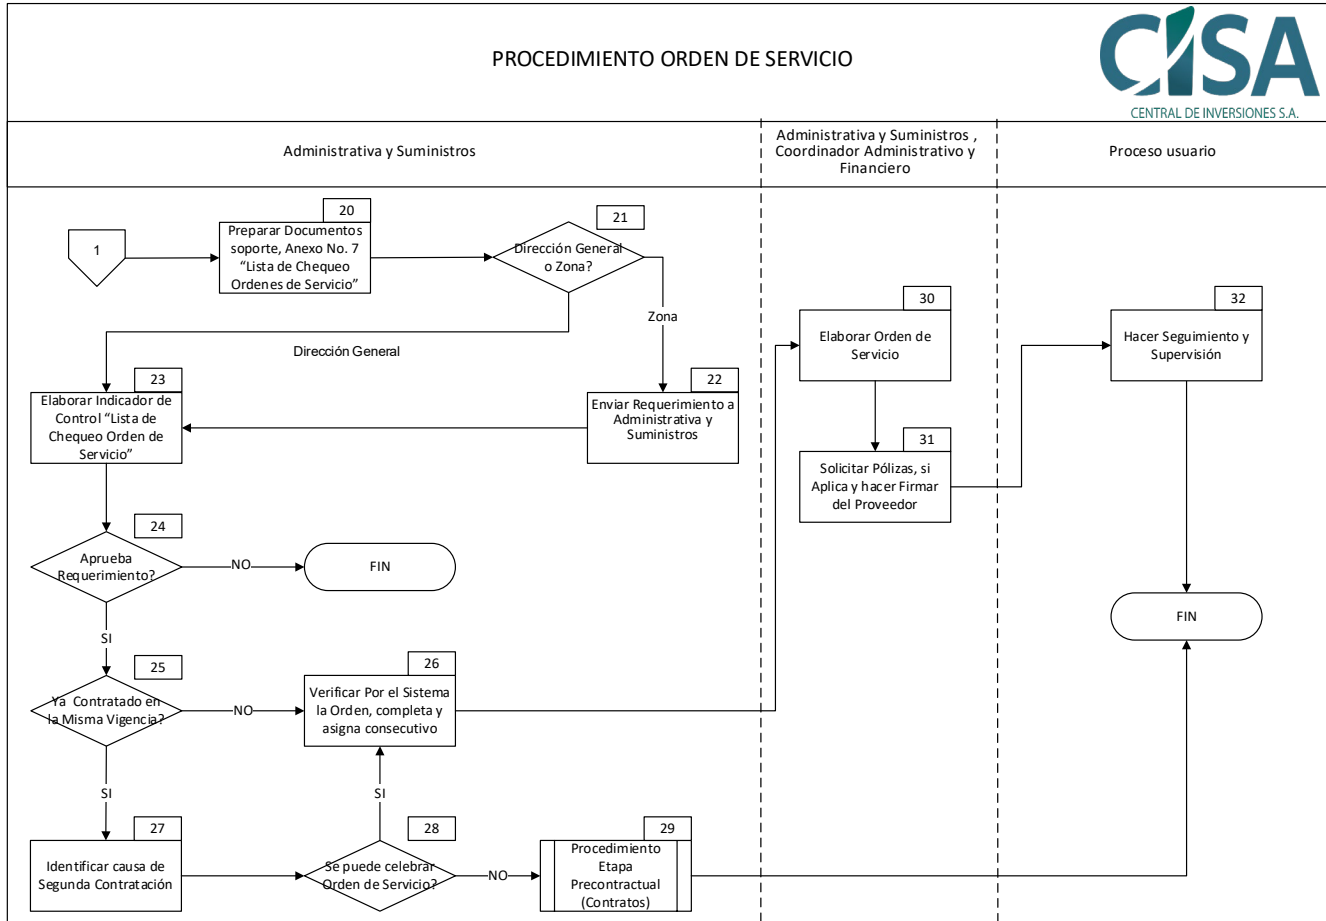 PROCEDIMIENTO ORDEN DE SERVICIO
CISA
CENTRAL DE INVERSIONES S.A.
Administrativa y Suministros
Administrativa y Suministros ,
Coordinador Administrativo y
Financiero
Proceso usuario
1
20
Preparar Documentos
soporte, Anexo No. 7
“Lista de Chequeo
Ordenes de Servicio”
21
Dirección General
o Zona?
Zona
Dirección General
22
Enviar Requerimiento a
Administrativa y
Suministros
23
Elaborar Indicador de
Control “Lista de
Chequeo Orden de
Servicio”
24
Aprueba
Requerimiento?
NO
FIN
SI
25
Ya Contratado en
la Misma Vigencia?
NO
26
Verificar Por el Sistema
la Orden, completa y
asigna consecutivo
SI
SI
27
Identificar causa de
Segunda Contratación
28
Se puede celebrar
Orden de Servicio?
NO
29
Procedimiento
Etapa
Precontractual
(Contratos)
30
Elaborar Orden de
Servicio
31
Solicitar Pólizas, si
Aplica y hacer Firmar
del Proveedor
32
Hacer Seguimiento y
Supervisión
FIN